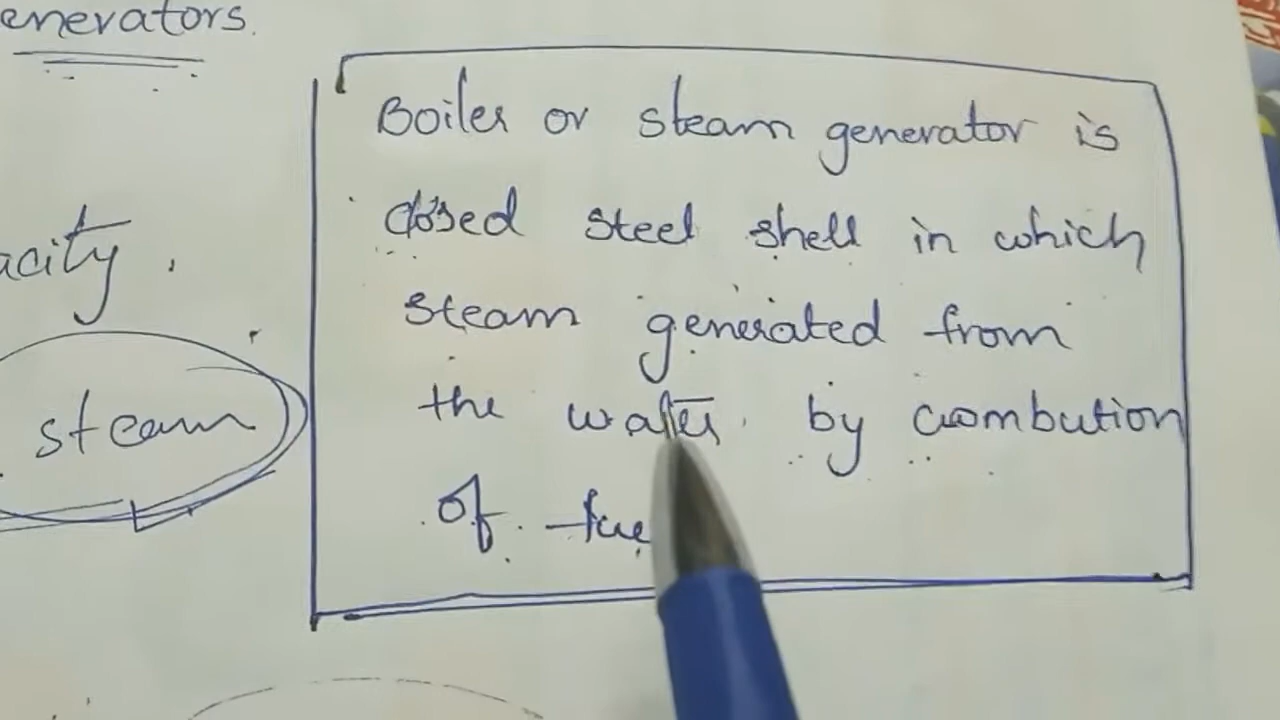 enerators.
Boiler or steam generator is
closed steel shell in which
acity.
steam generated from
steam
the water by combution
of fue